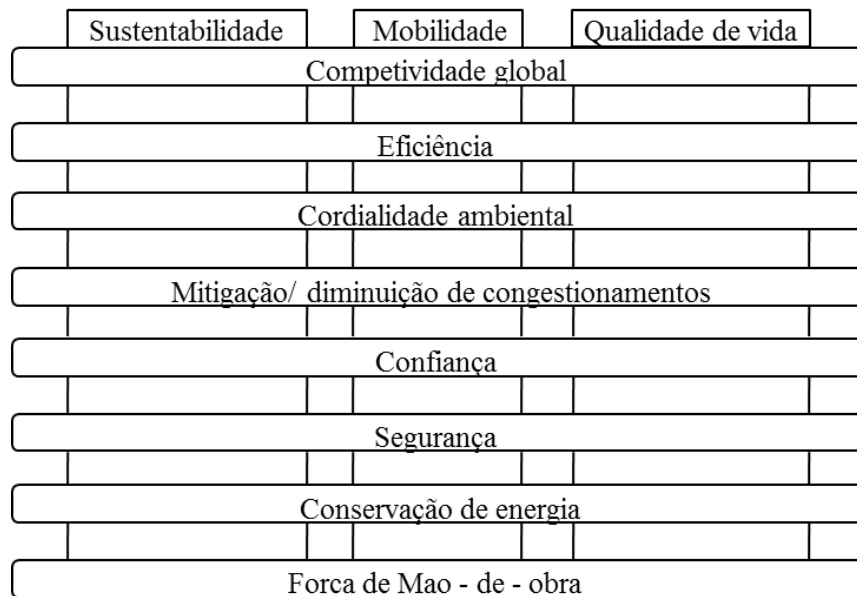 Sustentabilidade Mobilidade Qualidade de vida
Competividade global
Eficiência
Cordialidade ambiental
Mitigação/ diminuição de congestionamentos
Confiança
Segurança
Conservação de energia
Forca de Mao - de - obra